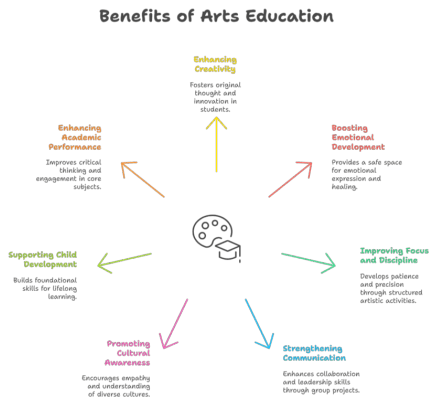 Benefits of Arts Education
Enhancing
Creativity
Fosters original
thought and
innovation in
students.
Boosting
Emotional
Development
Provides a safe space
for emotional
expression and
healing.
Improving Focus
and Discipline
Develops patience
and precision
through structured
artistic activities.
Strengthening
Communication
Enhances collaboration
and leadership skills
through group projects.
Promoting
Cultural
Awareness
Encourages empathy
and understanding
of diverse cultures.
Supporting Child
Development
Builds foundational
skills for lifelong
learning.
Enhancing
Academic
Performance
Improves critical
thinking and
engagement in core
subjects.